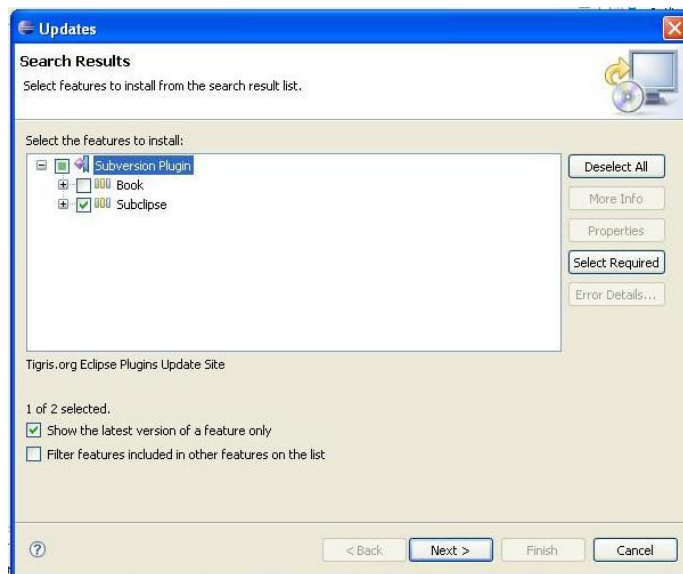 Updates
Search Results
Select features to install from the search result list.
Select the features to install:
Subversion Plugin
Book
Subclipse
Deselect All
More Info
Properties
Select Required
Error Details...
Tigris.org Eclipse Plugins Update Site
1 of 2 selected.
Show the latest version of a feature only
Filter features included in other features on the list
< Back
Next >
Finish
Cancel